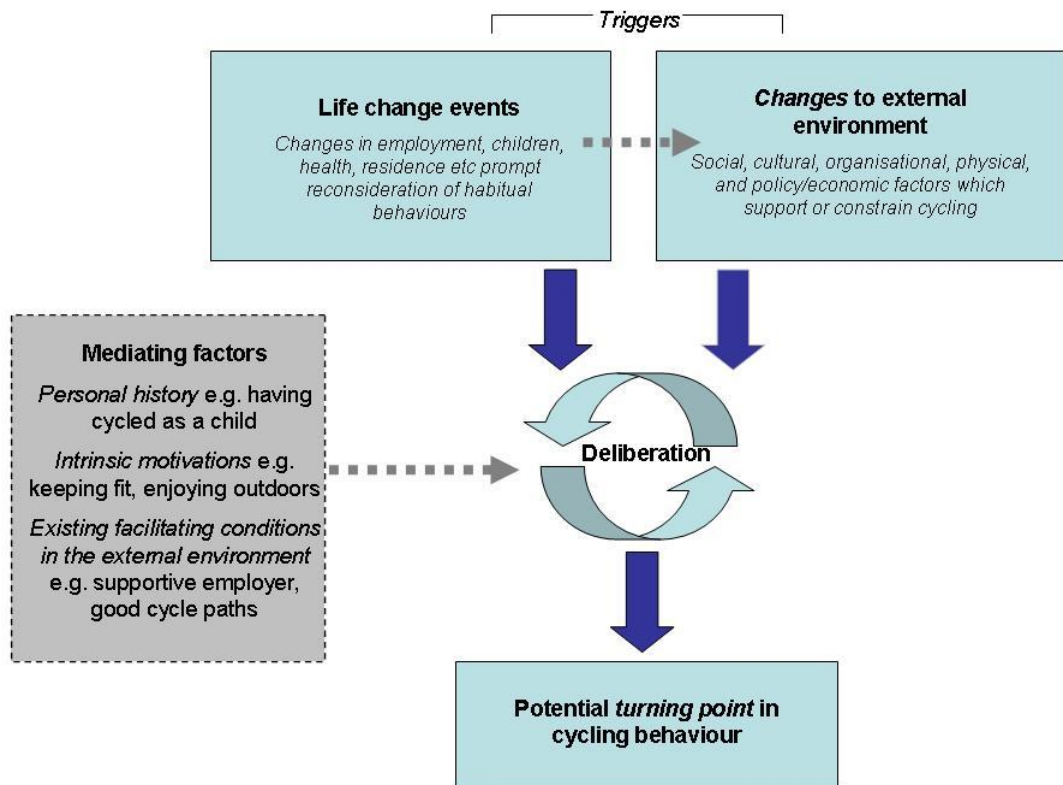 Triggers
Life change events
Changes in employment, children,
health, residence etc prompt
reconsideration of habitual
behaviours
Changes to external
environment
Social, cultural, organisational, physical,
and policy/economic factors which
support or constrain cycling
Mediating factors
Personal history e.g. having
cycled as a child
Intrinsic motivations e.g.
keeping fit, enjoying outdoors
Existing facilitating conditions
in the external environment
e.g. supportive employer,
good cycle paths
Deliberation
Potential turning point in
cycling behaviour